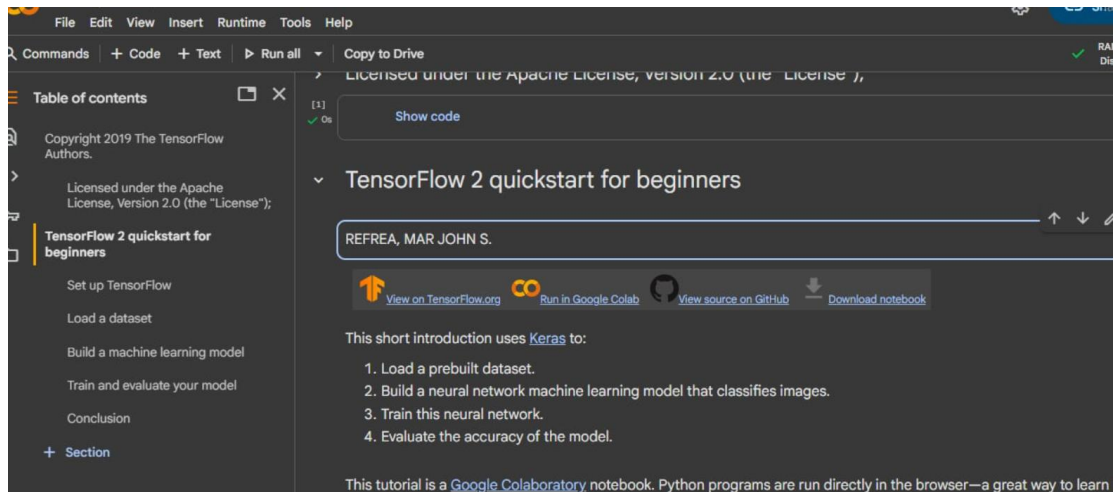 File Edit View Insert Runtime Tools Help
Commands + Code + Text Run all Copy to Drive
Table of contents
Copyright 2019 The TensorFlow
Authors.
Licensed under the Apache
License, Version 2.0 (the "License");
TensorFlow 2 quickstart for
beginners
Set up TensorFlow
Load a dataset
Build a machine learning model
Train and evaluate your model
Conclusion
+ Section
Licensed under the Apache License, Version 2.0 (the "License");
[1]
0s
Show code
TensorFlow 2 quickstart for beginners
REFREA, MAR JOHN S.
View on TensorFlow.org Run in Google Colab View source on GitHub Download notebook
This short introduction uses Keras to:
1. Load a prebuilt dataset.
2. Build a neural network machine learning model that classifies images.
3. Train this neural network.
4. Evaluate the accuracy of the model.
This tutorial is a Google Colaboratory notebook. Python programs are run directly in the browser—a great way to learn